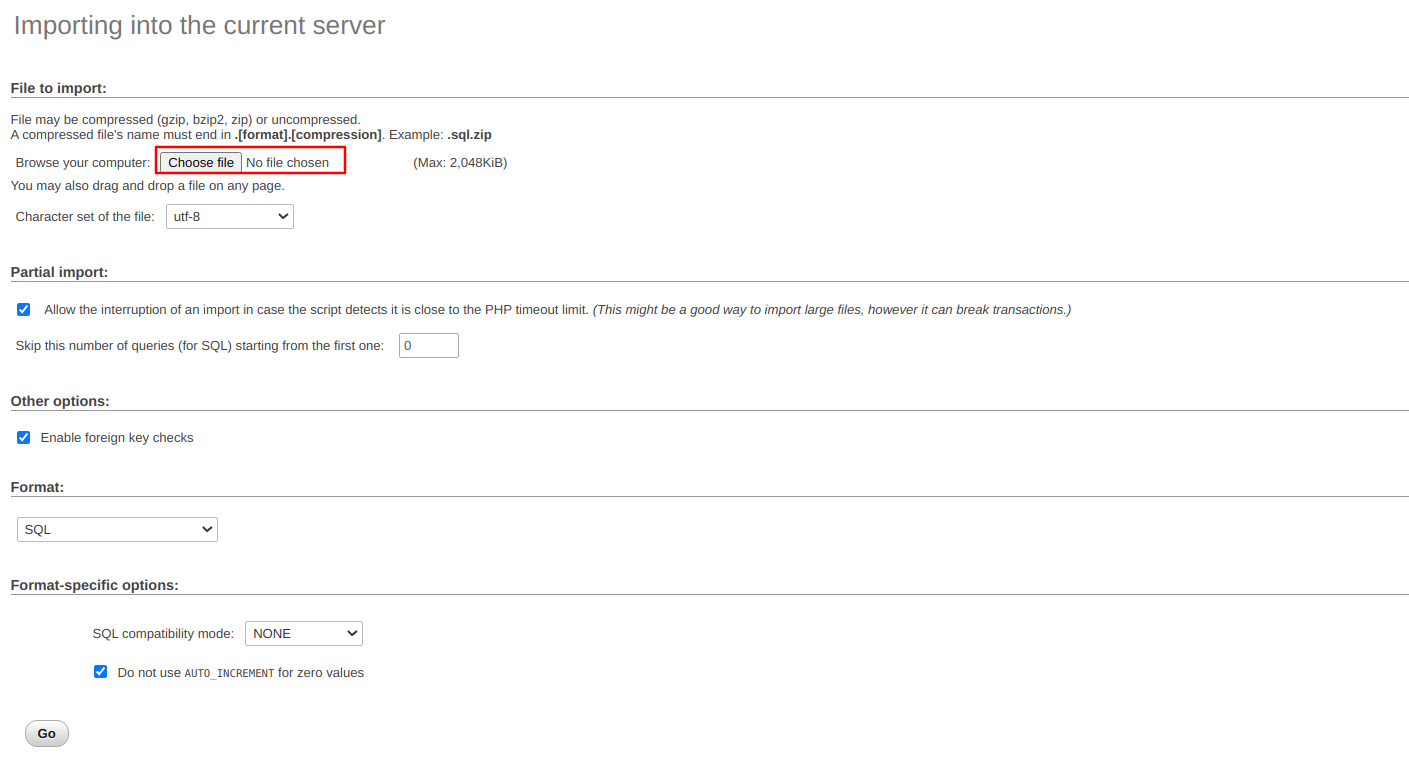 Importing into the current server
File to import:
File may be compressed (gzip, bzip2, zip) or uncompressed.
A compressed file's name must end in .[format].[compression]. Example: .sql.zip
Browse your computer: Choose file No file chosen (Max: 2,048KiB)
You may also drag and drop a file on any page.
Character set of the file: utf-8
Partial import:
Allow the interruption of an import in case the script detects it is close to the PHP timeout limit. (This might be a good way to import large files, however it can break transactions.)
Skip this number of queries (for SQL) starting from the first one: 0
Other options:
Enable foreign key checks
Format:
SQL
Format-specific options:
SQL compatibility mode: NONE
Do not use AUTO_INCREMENT for zero values
Go